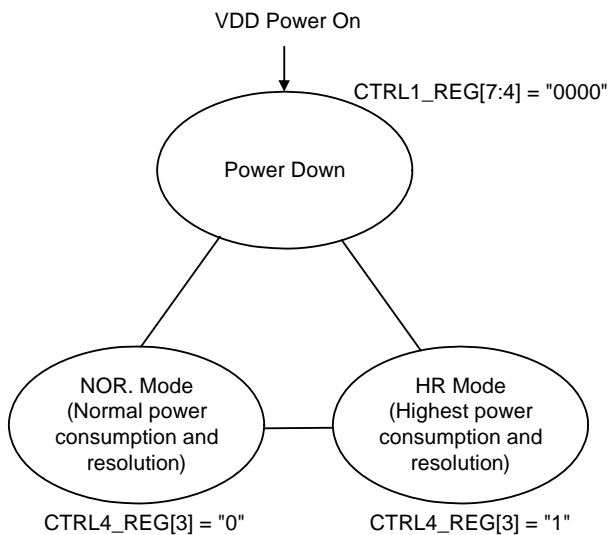 VDD Power On
CTRL1_REG[7:4] = "0000"
Power Down
NOR. Mode
(Normal power
consumption and
resolution)
HR Mode
(Highest power
consumption and
resolution)
CTRL4_REG[3] = "0"
CTRL4_REG[3] = "1"